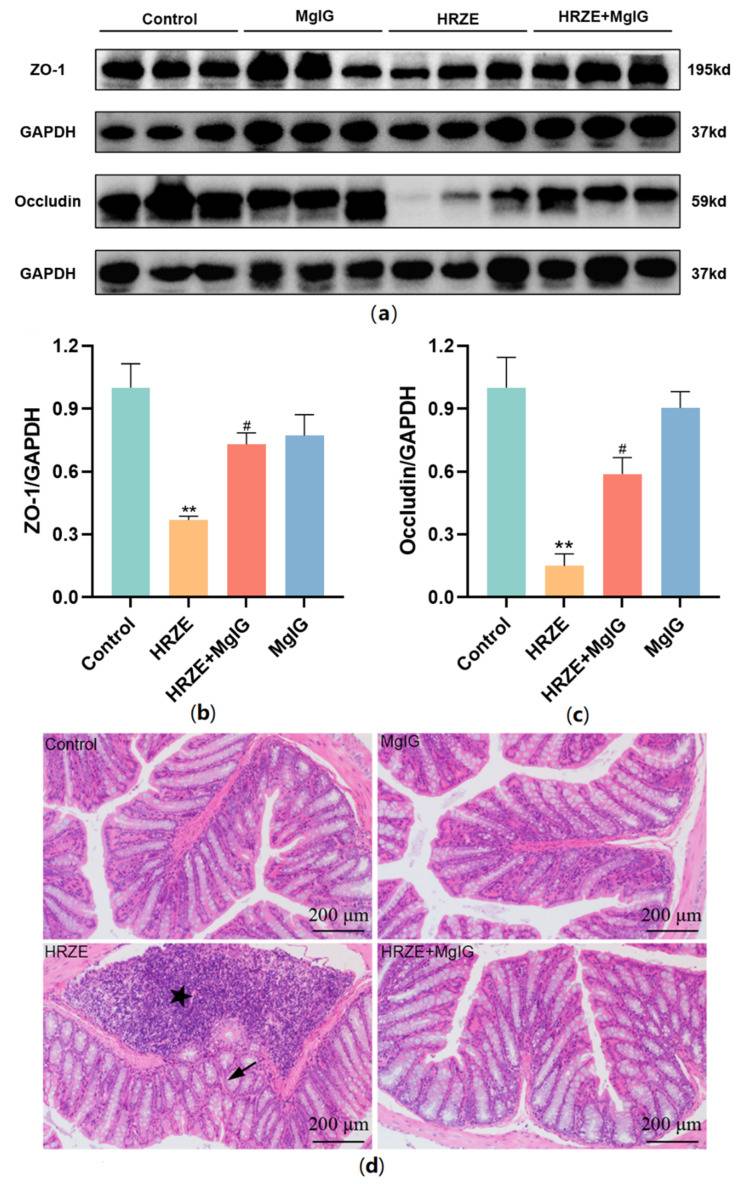 Control MgIG HRZE HRZE+MgIG
ZO-1 195kd
GAPDH 37kd
Occludin 59kd
GAPDH 37kd
(a)
ZO-1/GAPDH
1.2
0.9
0.6
0.3
0.0
**
#
Control HRZE HRZE+MgIG MgIG
(b)
Occludin/GAPDH
1.2
0.9
0.6
0.3
0.0
**
#
Control HRZE HRZE+MgIG MgIG
(c)
Control
200 μm
MgIG
200 μm
HRZE
200 μm
HRZE+MgIG
200 μm
(d)